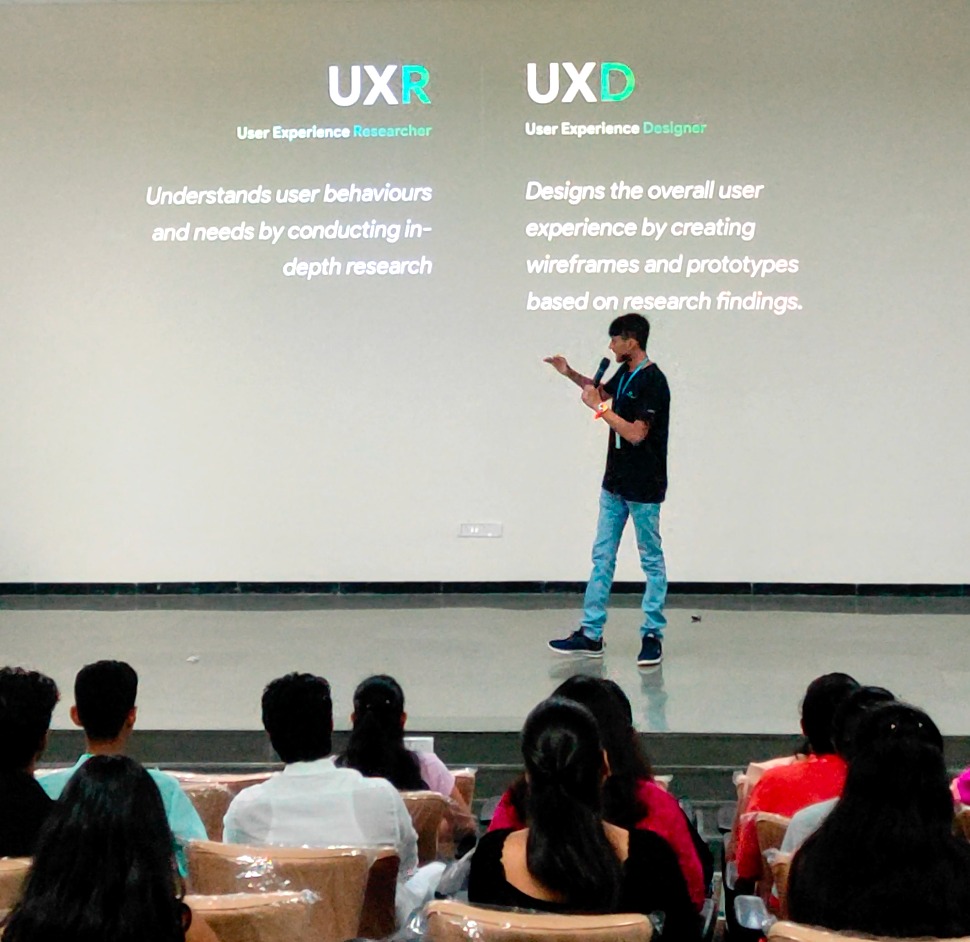 UXR
User Experience Researcher
Understands user behaviours
and needs by conducting in-
depth research
UXD
User Experience Designer
Designs the overall user
experience by creating
wireframes and prototypes
based on research findings.